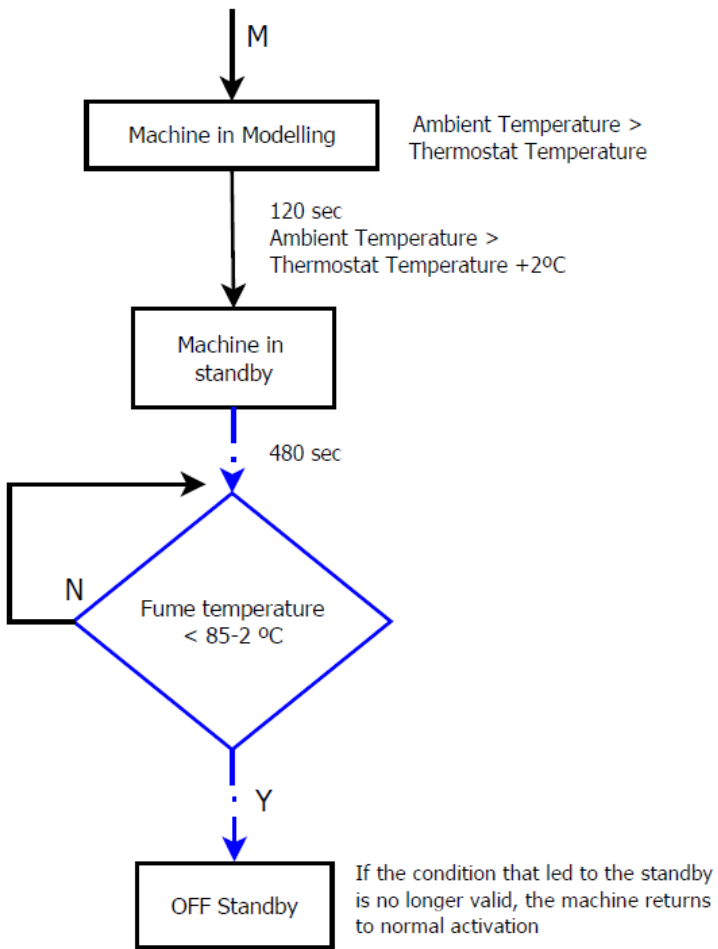 M
Machine in Modelling
Ambient Temperature >
Thermostat Temperature
120 sec
Ambient Temperature >
Thermostat Temperature +2ºC
Machine in
standby
480 sec
N
Fume temperature
< 85-2 ºC
Y
OFF Standby
If the condition that led to the standby
is no longer valid, the machine returns
to normal activation